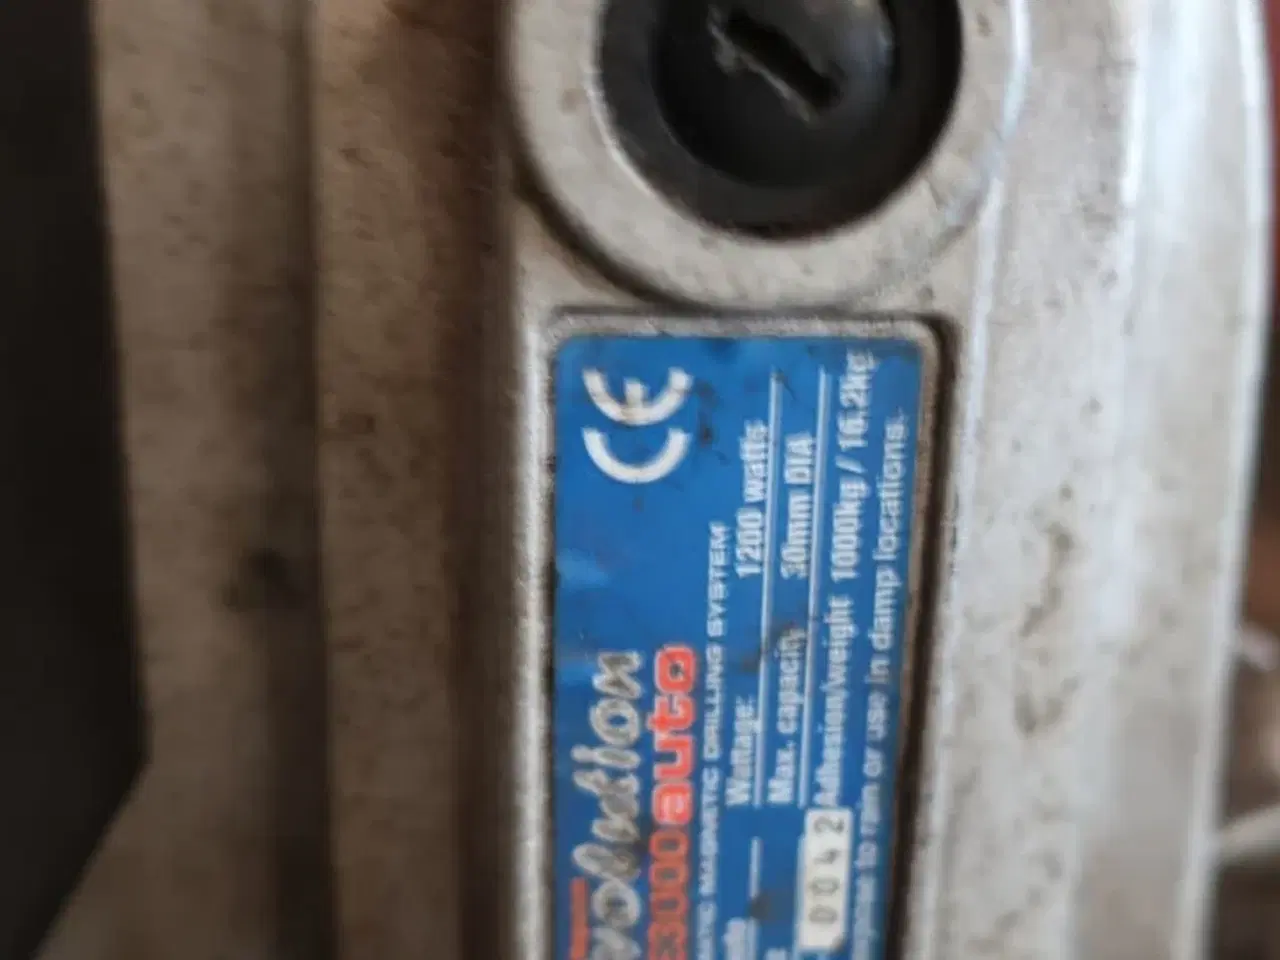 CE
volution
3000auto
MAGNETIC DRILLING SYSTEM
Wattage: 1200 watts
Max. capacity 30mm DIA
0042 Adhesion/weight 1000kg / 16.2kg
to rain or use in damp locations.